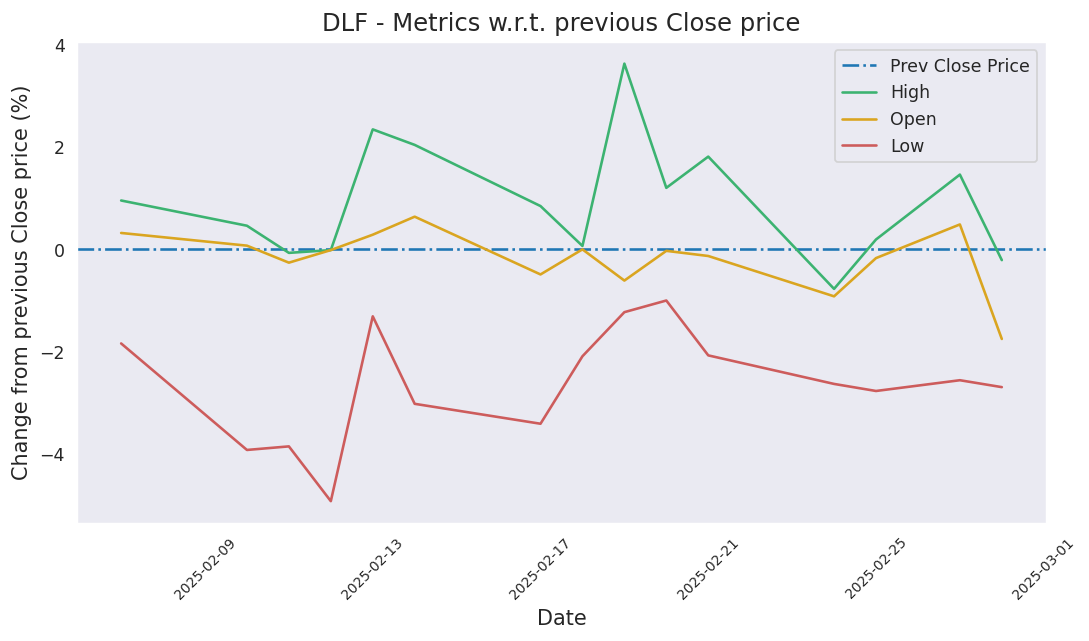 DLF - Metrics w.r.t. previous Close price
Change from previous Close price (%)
4
2
0
−2
−4
Prev Close Price
High
Open
Low
2025-02-09
2025-02-13
2025-02-17
2025-02-21
2025-02-25
2025-03-01
Date